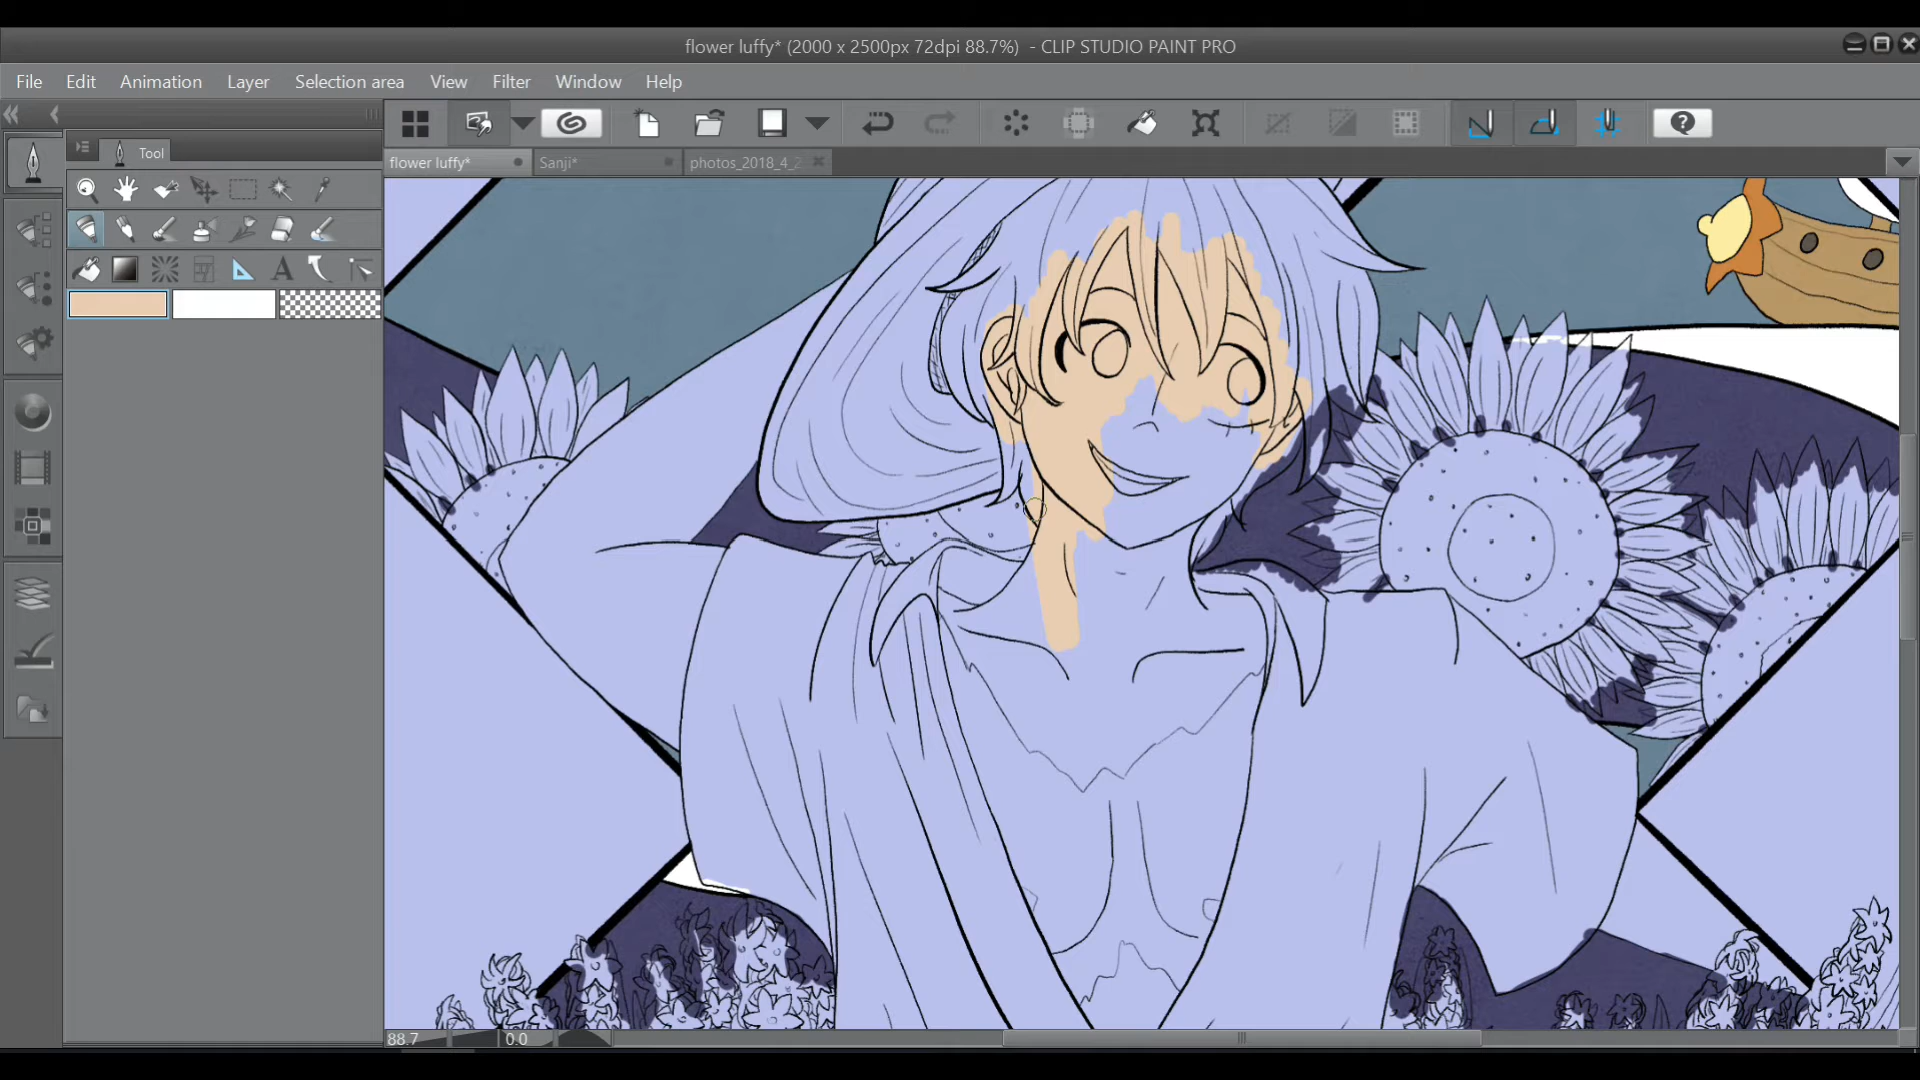 flower luffy* (2000 x 2500px 72dpi 88.7%) - CLIP STUDIO PAINT PRO
File Edit Animation Layer Selection area View Filter Window Help
flower luffy* Sanji* photos_2018_4_2
Tool
88.7 0.0